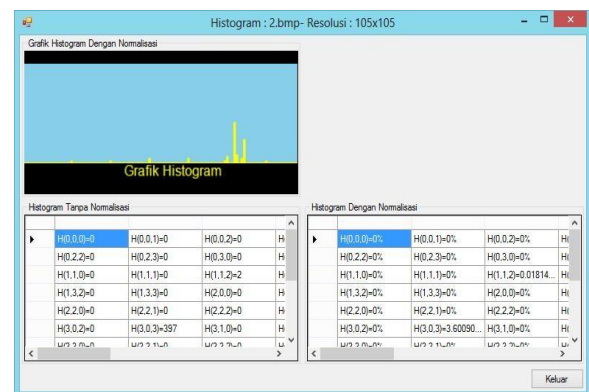 Histogram : 2.bmp- Resolusi : 105x105
Grafik Histogram Dengan Normalisasi
Grafik Histogram
Histogram Tanpa Normalisasi
H(0,0,0)=0 H(0,0,1)=0 H(0,0,2)=0 H
H(0,2,2)=0 H(0,2,3)=0 H(0,3,0)=0 H
H(1,1,0)=0 H(1,1,1)=0 H(1,1,2)=2 H
H(1,3,2)=0 H(1,3,3)=0 H(2,0,0)=0 H
H(2,2,0)=0 H(2,2,1)=0 H(2,2,2)=0 H
H(3,0,2)=0 H(3,0,3)=397 H(3,1,0)=0 H
Histogram Dengan Normalisasi
H(0,0,0)=0% H(0,0,1)=0% H(0,0,2)=0% H(
H(0,2,2)=0% H(0,2,3)=0% H(0,3,0)=0% H(
H(1,1,0)=0% H(1,1,1)=0% H(1,1,2)=0.01814... H(
H(1,3,2)=0% H(1,3,3)=0% H(2,0,0)=0% H(
H(2,2,0)=0% H(2,2,1)=0% H(2,2,2)=0% H(
H(3,0,2)=0% H(3,0,3)=3.60090... H(3,1,0)=0% H(
Keluar